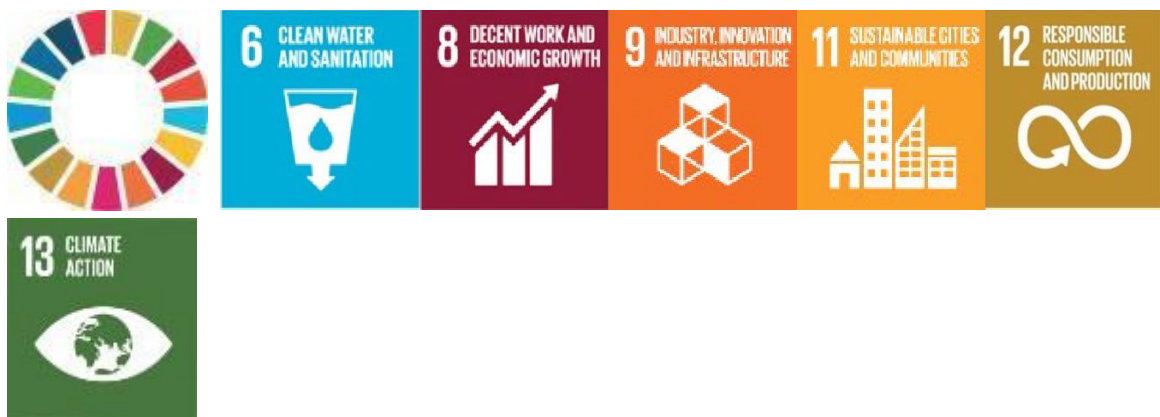 6 CLEAN WATER
AND SANITATION
8 DECENT WORK AND
ECONOMIC GROWTH
9 INDUSTRY, INNOVATION
AND INFRASTRUCTURE
11 SUSTAINABLE CITIES
AND COMMUNITIES
12 RESPONSIBLE
CONSUMPTION
AND PRODUCTION
13 CLIMATE
ACTION